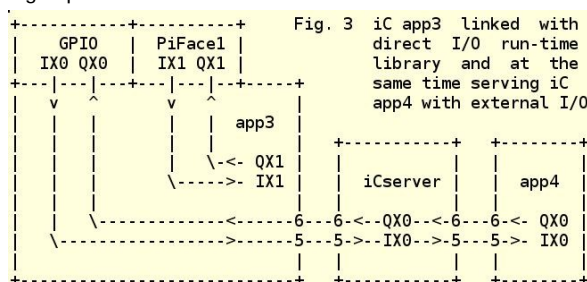 +-----------+----------+ Fig. 3 iC app3 linked with
| GPIO | PiFace1 | direct I/O run-time
| IX0 QX0 | IX1 QX1 | library and at the
+---|---|---+---|---|--+-----+ same time serving iC
| v ^ v ^ | app4 with external I/O
| | | | | app3 |
| | | | | | +-----------+ +--------+
| | | | \-<- QX1 | | | | |
| | | \----->- IX1 | | iCserver | | app4 |
| | | | | | | |
| | \-------------<------6---6-<--QX0--<-6---6-<- QX0 |
| \----------------->------5---5->--IX0-->-5---5->- IX0 |
| | | | | |
+----------------------------+ +-----------+ +--------+